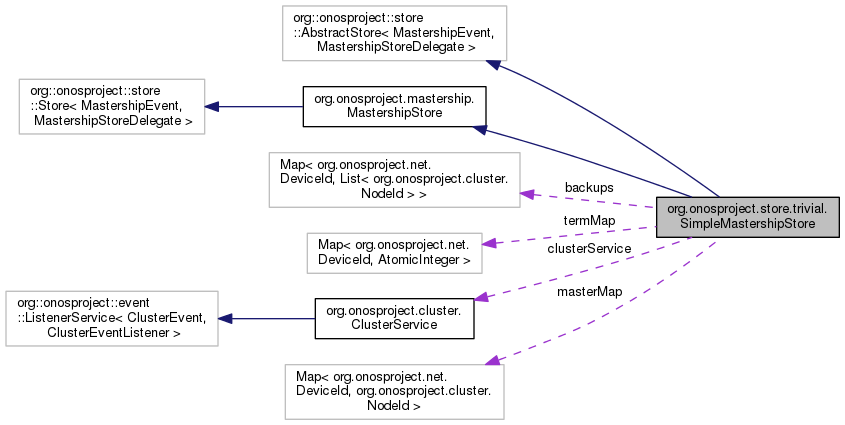 org::onosproject::store
::AbstractStore< MastershipEvent,
MastershipStoreDelegate >
org::onosproject::store
::Store< MastershipEvent,
MastershipStoreDelegate >
org.onosproject.mastership.
MastershipStore
Map< org.onosproject.net.
DeviceId, List< org.onosproject.cluster.
NodeId > >
backups
org.onosproject.store.trivial.
SimpleMastershipStore
termMap
Map< org.onosproject.net.
DeviceId, AtomicInteger >
clusterService
masterMap
org::onosproject::event
::ListenerService< ClusterEvent,
ClusterEventListener >
org.onosproject.cluster.
ClusterService
Map< org.onosproject.net.
DeviceId, org.onosproject.cluster.
NodeId >